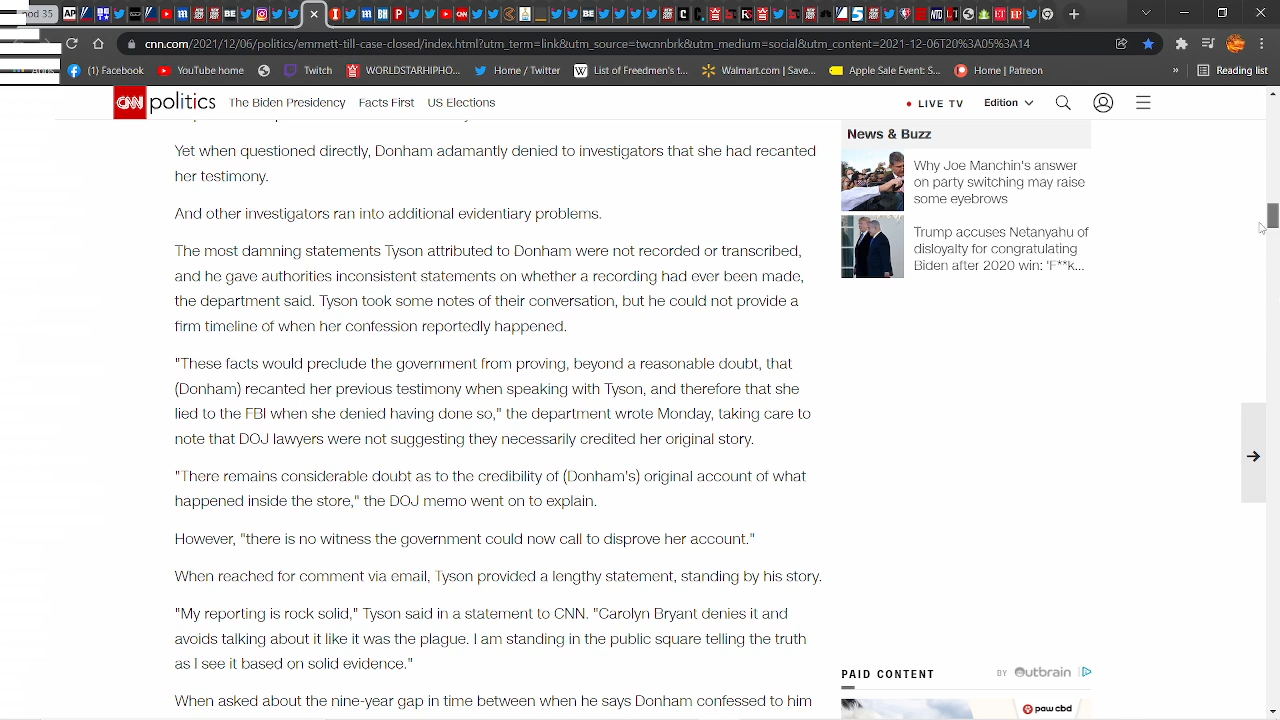 cnn.com/2021/12/06/politics/emmett-till-case-closed/index.html?utm_term=link&utm_source=twcnnbrk&utm_medium=social&utm_content=2021-12-06T20%3A05%3A14
Apps
(1) Facebook
YouTube Home
Twitch
TARBHILL
Apple Podcasts Conn...
Home | Patreon
»
CNN politics
The Biden Presidency
Facts First
US Elections
LIVE TV
Edition
Yet when questioned directly, Donham adamantly denied to investigators that she had recanted
her testimony.
And other investigators ran into additional evidentiary problems.
The most damning statements Tyson attributed to Donham were not recorded or transcribed,
and he gave authorities inconsistent statements on whether a recording had ever been made,
the department said. Tyson took some notes of their conversation, but he could not provide a
firm timeline of when her confession reportedly happened.
"These facts would preclude the government from proving, beyond a reasonable doubt, that
(Donham) recanted her previous testimony when speaking with Tyson, and therefore that she
lied to the FBI when she denied having done so," the department wrote Monday, taking care to
note that DOJ lawyers were not suggesting they necessarily credited her original story.
"There remains considerable doubt as to the credibility of (Donham's) original account of what
happened inside the store," the DOJ memo went on to explain.
However, "there is no witness the government could now call to disprove her account."
When reached for comment via email, Tyson provided a lengthy statement, standing by his story.
"My reporting is rock solid," Tyson said in a statement to CNN. "Carolyn Bryant denies it and
avoids talking about it like it was the plague. I am standing in the public square telling the truth
as I see it based on solid evidence."
When asked about the nine-year gap in time between when he says Donham confessed to him
News & Buzz
Why Joe Manchin's answer
on party switching may raise
some eyebrows
Trump accuses Netanyahu of
disloyalty for congratulating
Biden after 2020 win: 'F**k...
PAID CONTENT
BY Outbrain
paw cbd